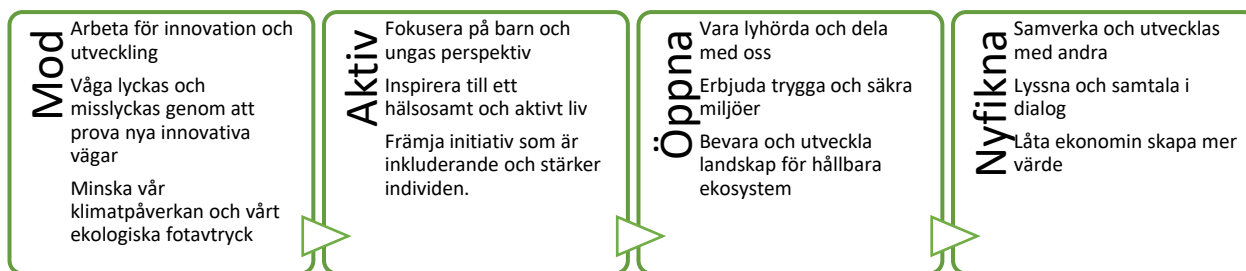 Mod
Arbeta för innovation och
utveckling
Våga lyckas och
misslyckas genom att
prova nya innovativa
vägar
Minska vår
klimatpåverkan och vårt
ekologiska fotavtryck
Aktiv
Fokusera på barn och
ungas perspektiv
Inspirera till ett
hälsosamt och aktivt liv
Främja initiativ som är
inkluderande och stärker
individen.
Öppna
Vara lyhörda och dela
med oss
Erbjuda trygga och säkra
miljöer
Bevara och utveckla
landskap för hållbara
ekosystem
Nyfikna
Samverka och utvecklas
med andra
Lyssna och samtala i
dialog
Låta ekonomin skapa mer
värde